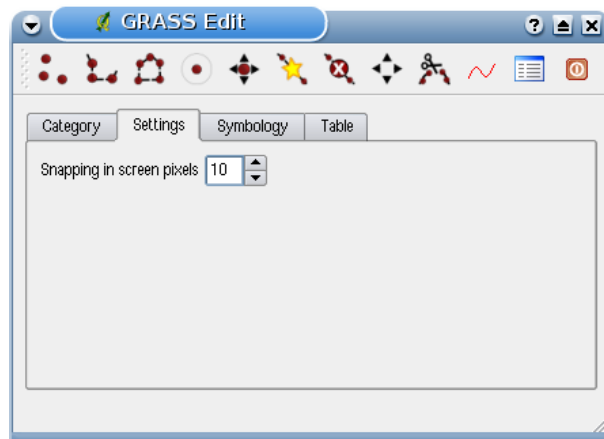 GRASS Edit
Category Settings Symbology Table
Snapping in screen pixels 10